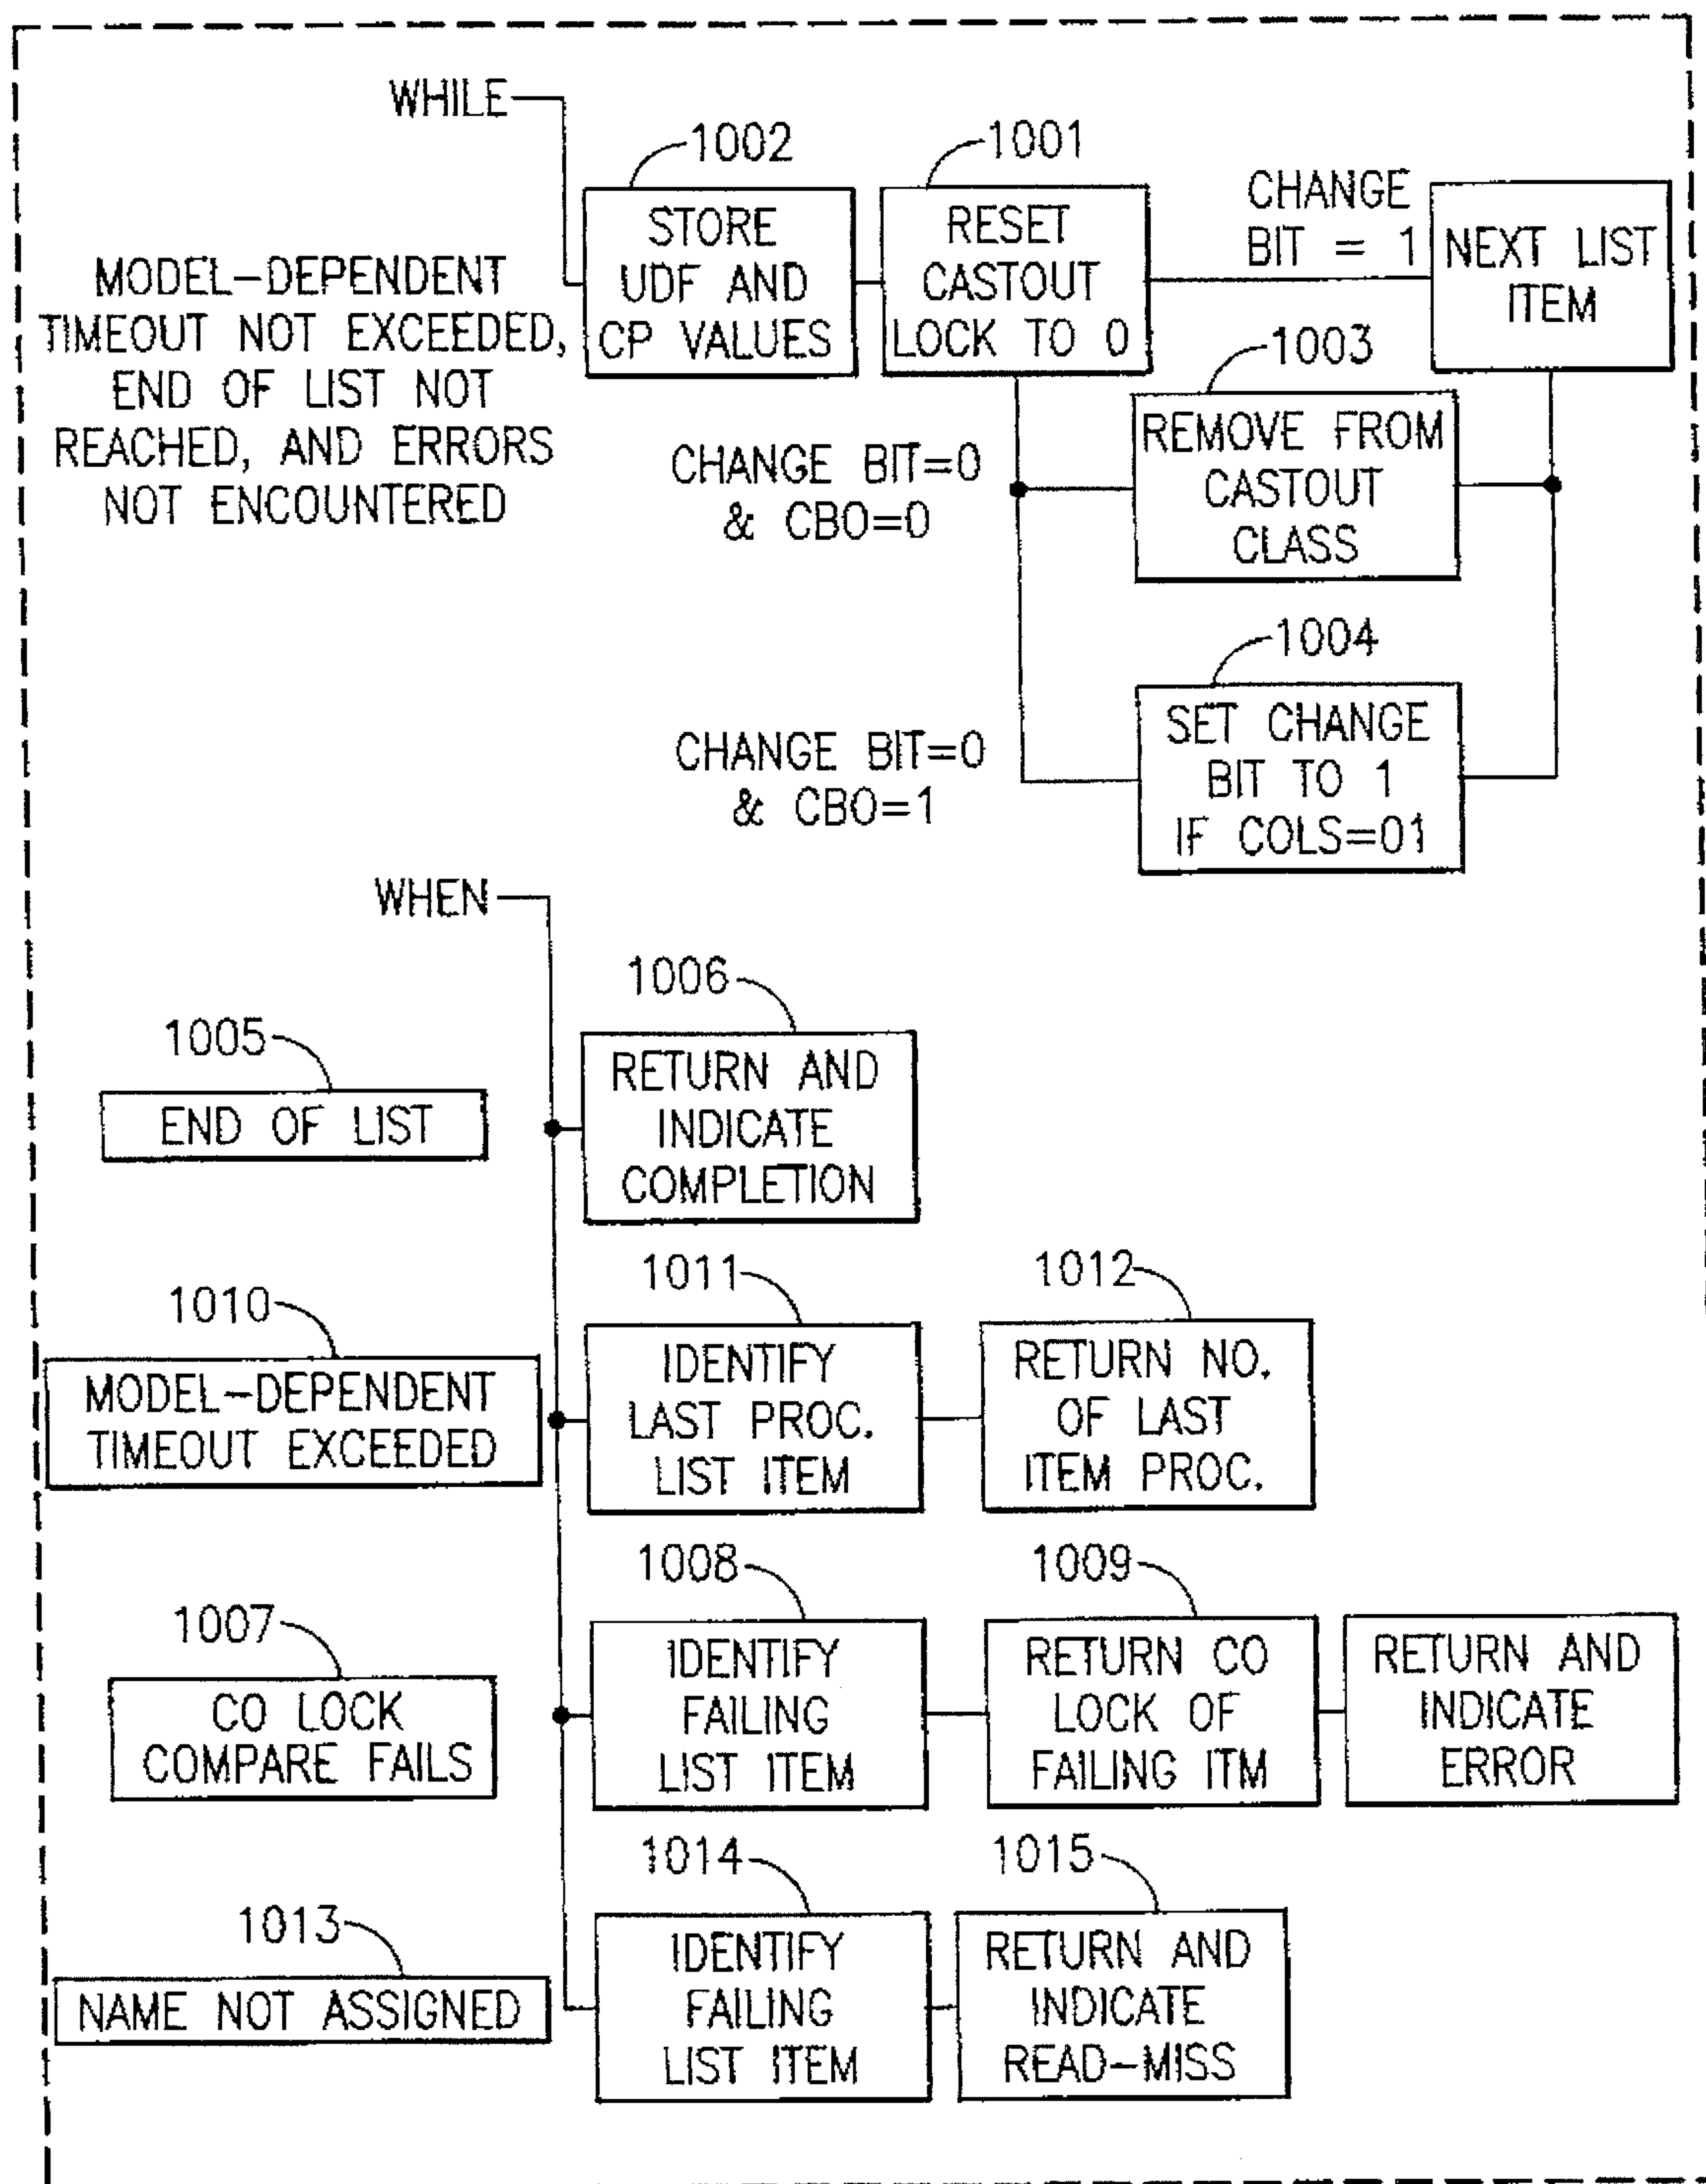 WHILE
1002
1001
STORE
UDF AND
CP VALUES
RESET
CASTOUT
LOCK TO 0
CHANGE
BIT = 1
NEXT LIST
ITEM
MODEL-DEPENDENT
TIMEOUT NOT EXCEEDED,
END OF LIST NOT
REACHED, AND ERRORS
NOT ENCOUNTERED
1003
CHANGE BIT=0
& CBO=0
REMOVE FROM
CASTOUT
CLASS
1004
CHANGE BIT=0
& CBO=1
SET CHANGE
BIT TO 1
IF COLS=01
WHEN
1005
END OF LIST
1006
RETURN AND
INDICATE
COMPLETION
1010
MODEL-DEPENDENT
TIMEOUT EXCEEDED
1011
IDENTIFY
LAST PROC.
LIST ITEM
1012
RETURN NO.
OF LAST
ITEM PROC.
1007
CO LOCK
COMPARE FAILS
1008
IDENTIFY
FAILING
LIST ITEM
1009
RETURN CO
LOCK OF
FAILING ITM
RETURN AND
INDICATE
ERROR
1013
NAME NOT ASSIGNED
1014
IDENTIFY
FAILING
LIST ITEM
1015
RETURN AND
INDICATE
READ-MISS